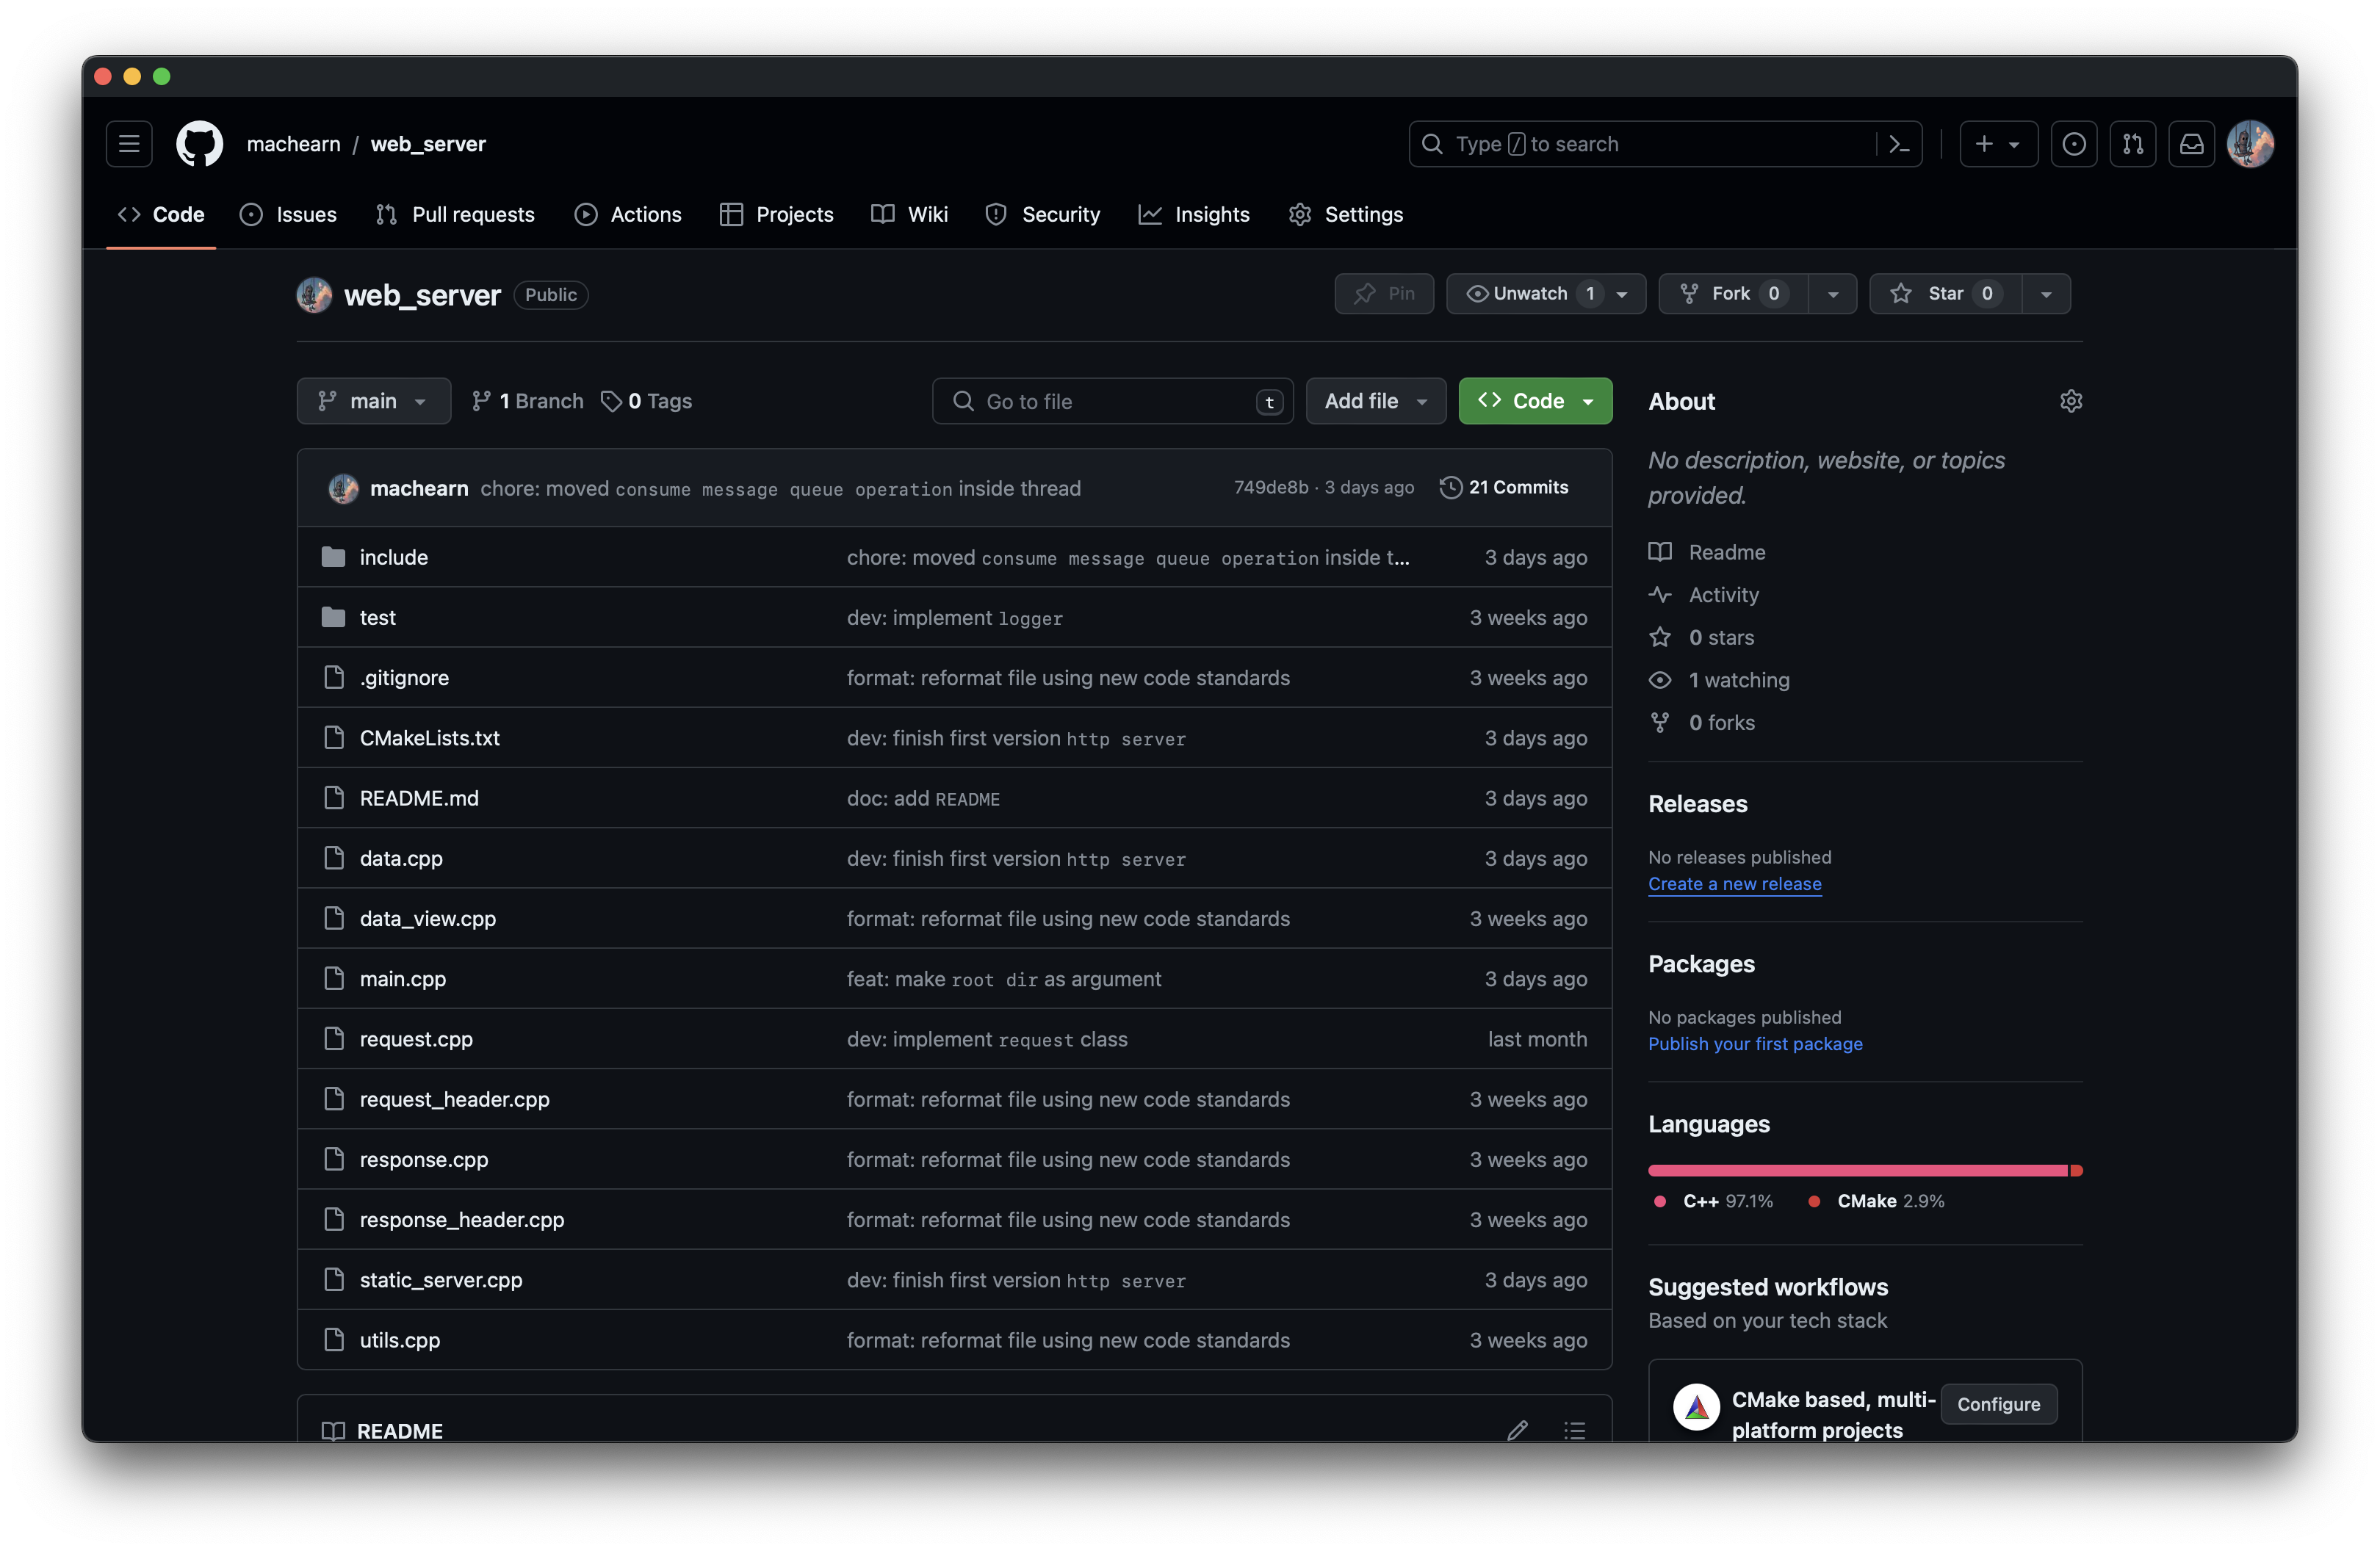 machearn / web_server
Type / to search
Code Issues Pull requests Actions Projects Wiki Security Insights Settings
web_server Public
Pin Unwatch 1 Fork 0 Star 0
main 1 Branch 0 Tags
Go to file t Add file Code
machearn chore: moved consume message queue operation inside thread 749de8b · 3 days ago 21 Commits
include chore: moved consume message queue operation inside t... 3 days ago
test dev: implement logger 3 weeks ago
.gitignore format: reformat file using new code standards 3 weeks ago
CMakeLists.txt dev: finish first version http server 3 days ago
README.md doc: add README 3 days ago
data.cpp dev: finish first version http server 3 days ago
data_view.cpp format: reformat file using new code standards 3 weeks ago
main.cpp feat: make root dir as argument 3 days ago
request.cpp dev: implement request class last month
request_header.cpp format: reformat file using new code standards 3 weeks ago
response.cpp format: reformat file using new code standards 3 weeks ago
response_header.cpp format: reformat file using new code standards 3 weeks ago
static_server.cpp dev: finish first version http server 3 days ago
utils.cpp format: reformat file using new code standards 3 weeks ago
README
About
No description, website, or topics
provided.
Readme
Activity
0 stars
1 watching
0 forks
Releases
No releases published
Create a new release
Packages
No packages published
Publish your first package
Languages
C++ 97.1% CMake 2.9%
Suggested workflows
Based on your tech stack
CMake based, multi-
platform projects
Configure